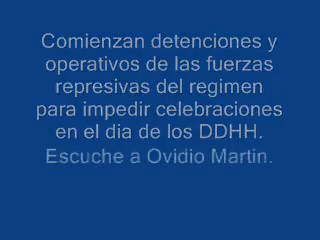 Comienzan detenciones y
operativos de las fuerzas
represivas del regimen
para impedir celebraciones
en el dia de los DDHH.
Escuche a Ovidio Martin.